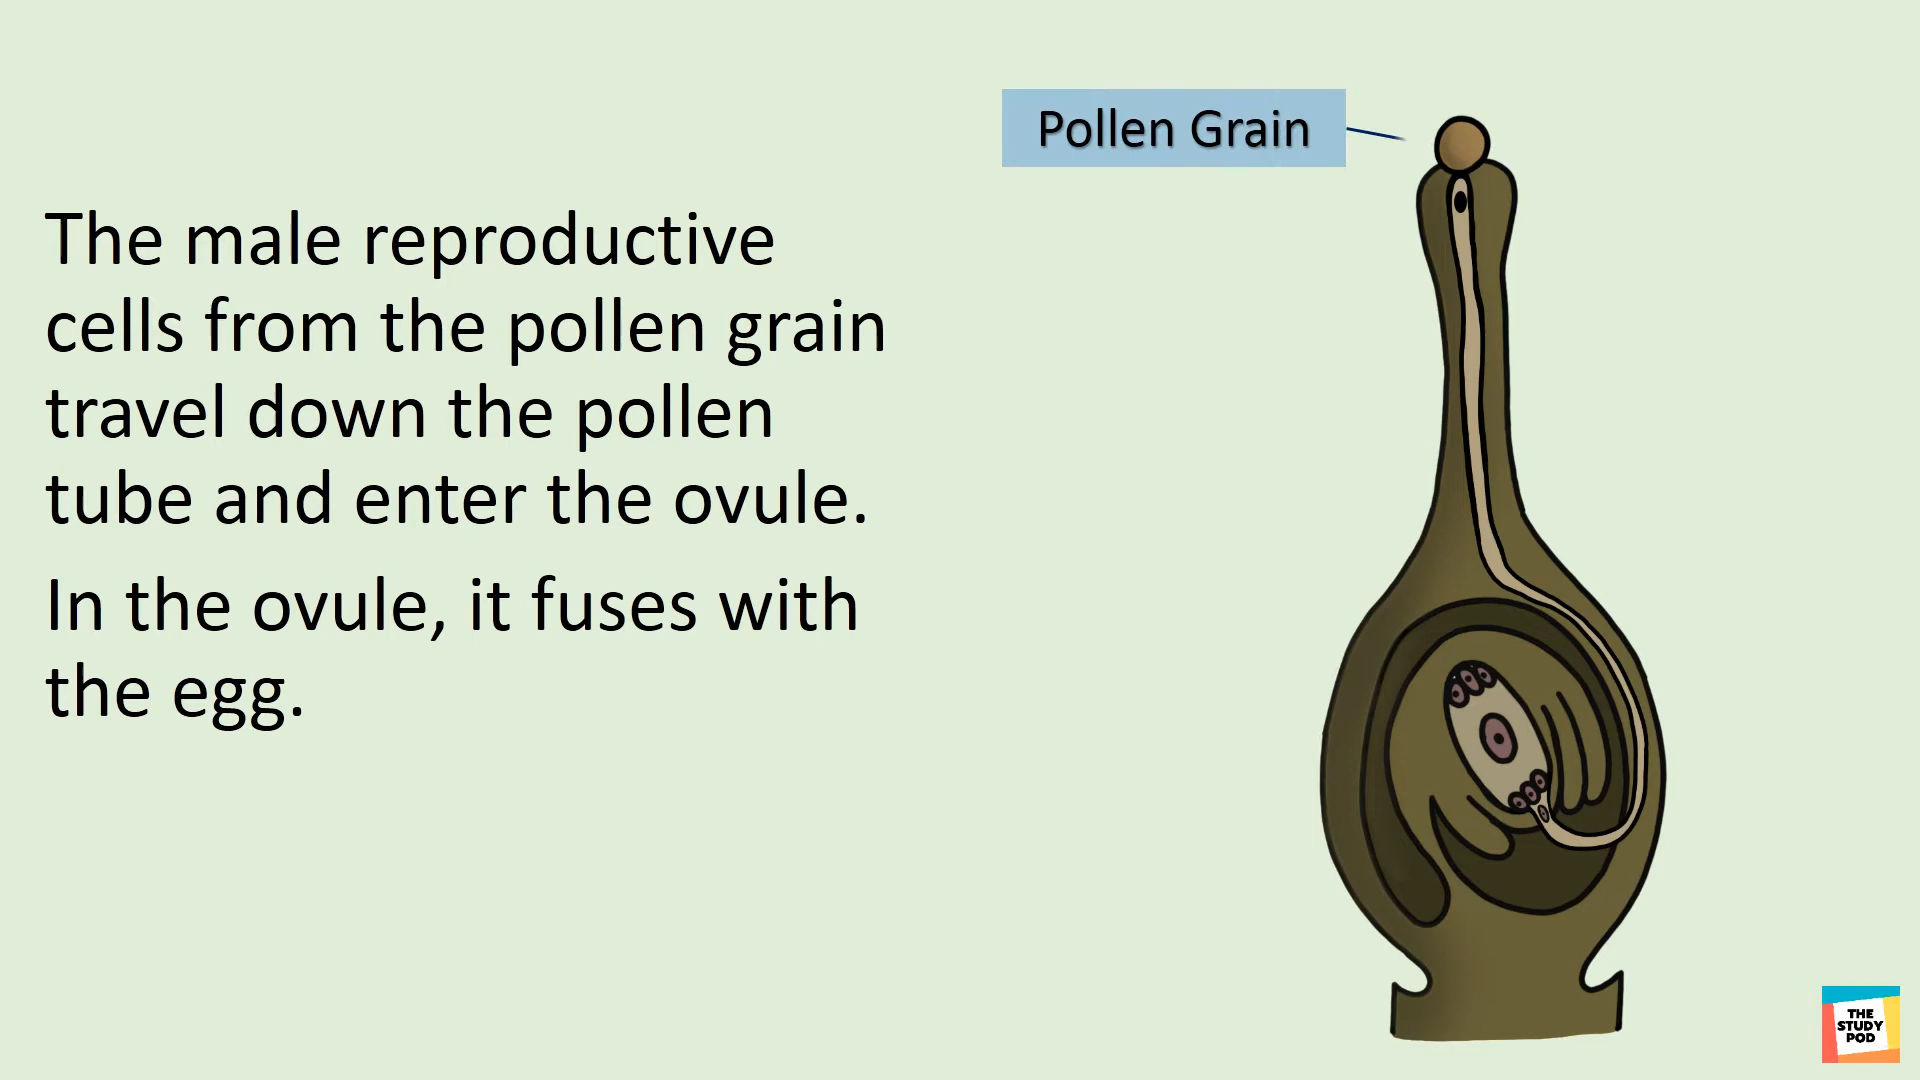 Pollen Grain
The male reproductive
cells from the pollen grain
travel down the pollen
tube and enter the ovule.
In the ovule, it fuses with
the egg.
THE
STUDY
POD